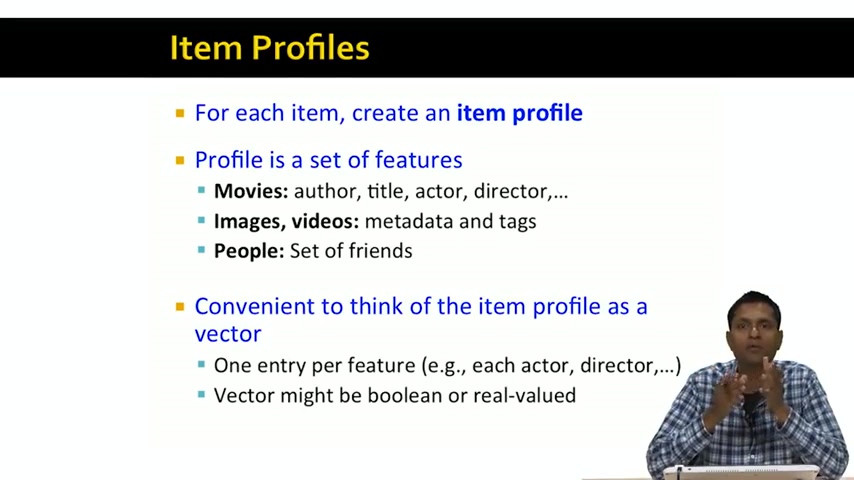 Item Profiles
For each item, create an item profile
Profile is a set of features
Movies: author, title, actor, director,...
Images, videos: metadata and tags
People: Set of friends
Convenient to think of the item profile as a
vector
One entry per feature (e.g., each actor, director,...)
Vector might be boolean or real-valued